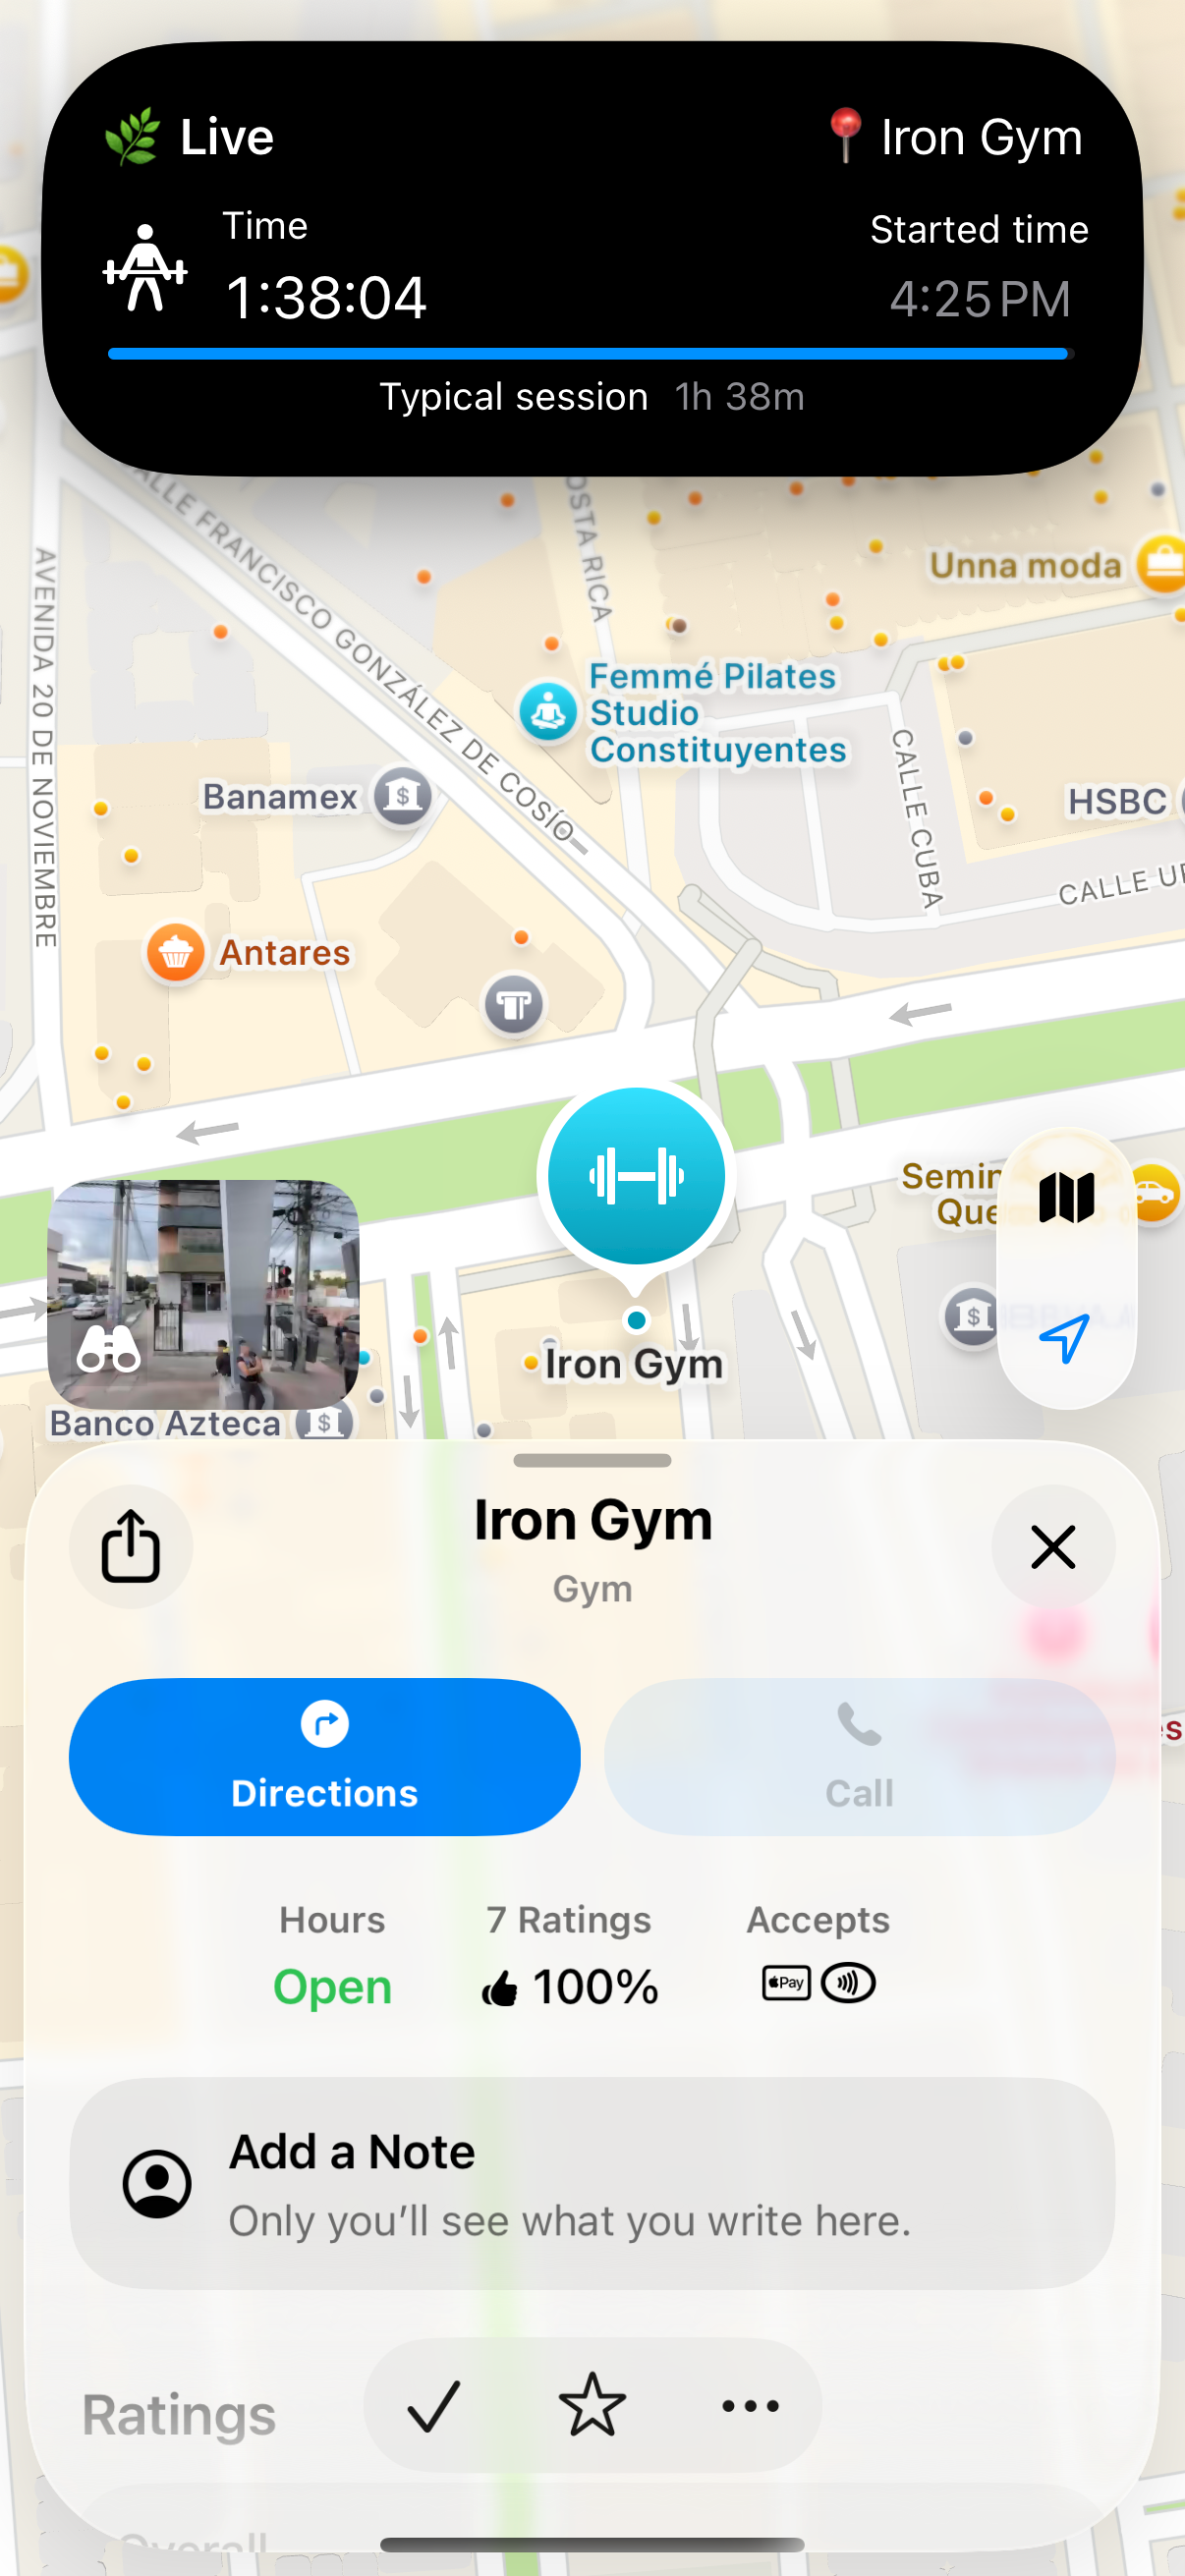 Live
Iron Gym
Time
Started time
1:38:04
4:25 PM
Typical session 1h 38m
CALLE FRANCISCO GONZÁLEZ DE COSÍO
COSTA RICA
AVENIDA 20 DE NOVIEMBRE
Unna moda
Femmé Pilates
Studio
Constituyentes
Banamex
$
CALLE CUBA
HSBC
CALLE
Antares
$
Iron Gym
Banco Azteca
$
Iron Gym
Gym
Directions
Call
Hours
7 Ratings
Accepts
Open
100%
Pay
Add a Note
Only you’ll see what you write here.
Ratings
Overall